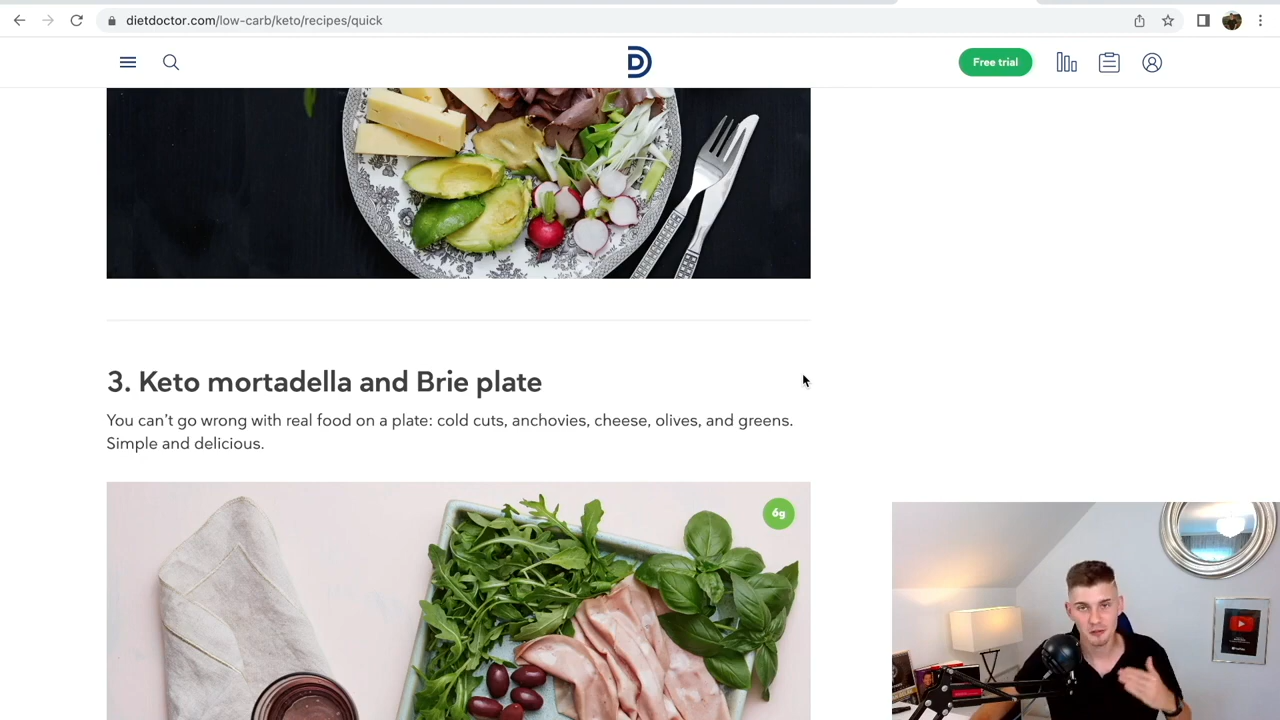 dietdoctor.com/low-carb/keto/recipes/quick
D
Free trial
3. Keto mortadella and Brie plate
You can’t go wrong with real food on a plate: cold cuts, anchovies, cheese, olives, and greens.
Simple and delicious.
6g